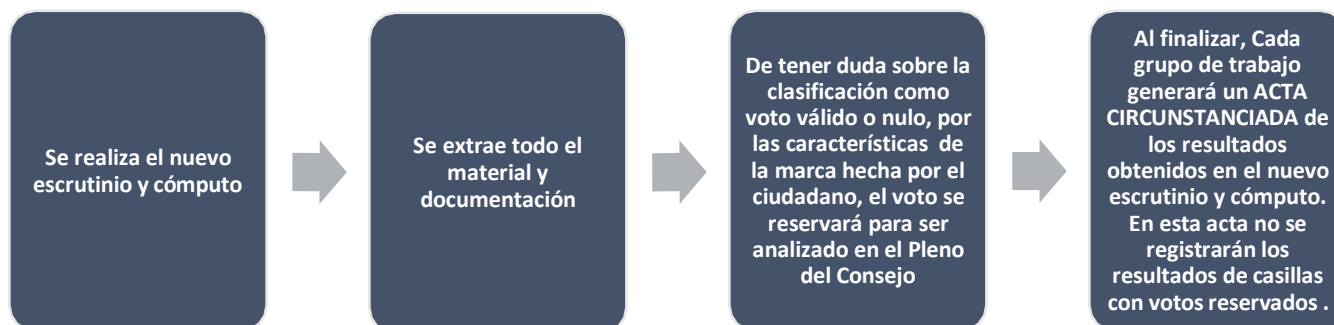 Se realiza el nuevo
escrutinio y cómputo
Se extrae todo el
material y
documentación
De tener duda sobre la
clasificación como
voto válido o nulo, por
las características de
la marca hecha por el
ciudadano, el voto se
reservará para ser
analizado en el Pleno
del Consejo
Al finalizar, Cada
grupo de trabajo
generará un ACTA
CIRCUNSTANCIADA de
los resultados
obtenidos en el nuevo
escrutinio y cómputo.
En esta acta no se
registrarán los
resultados de casillas
con votos reservados .